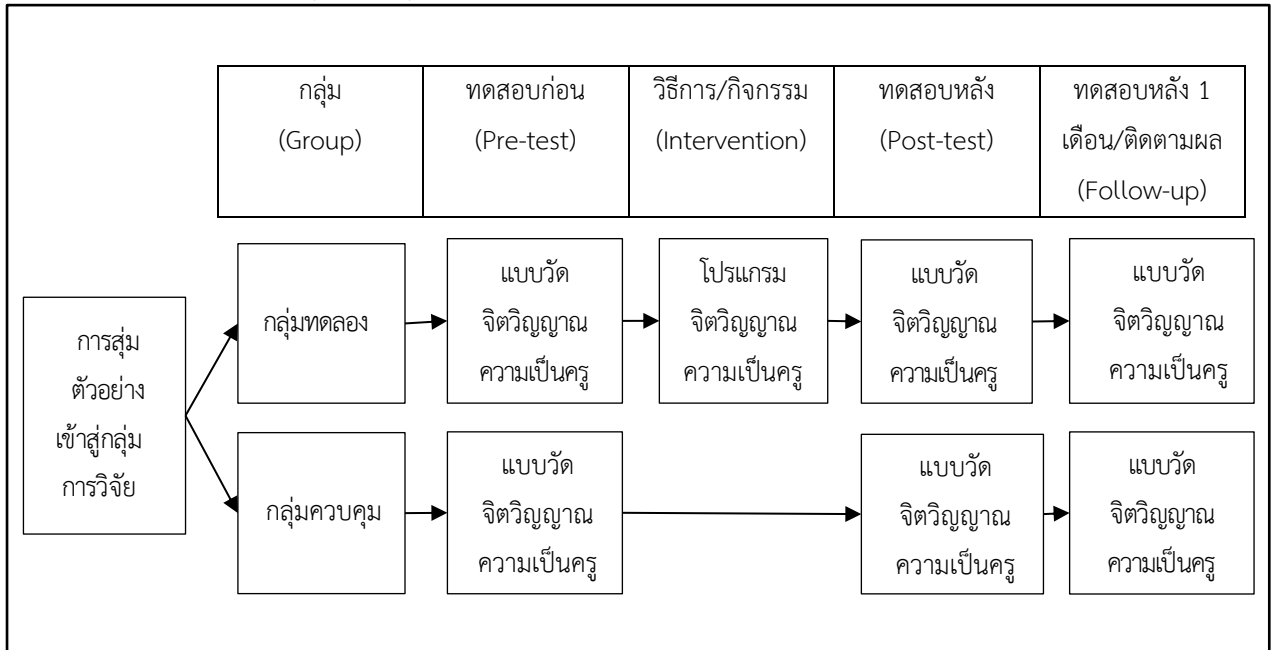 กลุ่ม
(Group)
ทดสอบก่อน
(Pre-test)
วิธีการ/กิจกรรม
(Intervention)
ทดสอบหลัง
(Post-test)
ทดสอบหลัง 1
เดือน/ติดตามผล
(Follow-up)
การสุ่ม
ตัวอย่าง
เข้าสู่กลุ่ม
การวิจัย
กลุ่มทดลอง
แบบวัด
จิตวิญญาณ
ความเป็นครู
โปรแกรม
จิตวิญญาณ
ความเป็นครู
แบบวัด
จิตวิญญาณ
ความเป็นครู
แบบวัด
จิตวิญญาณ
ความเป็นครู
กลุ่มควบคุม
แบบวัด
จิตวิญญาณ
ความเป็นครู
แบบวัด
จิตวิญญาณ
ความเป็นครู
แบบวัด
จิตวิญญาณ
ความเป็นครู